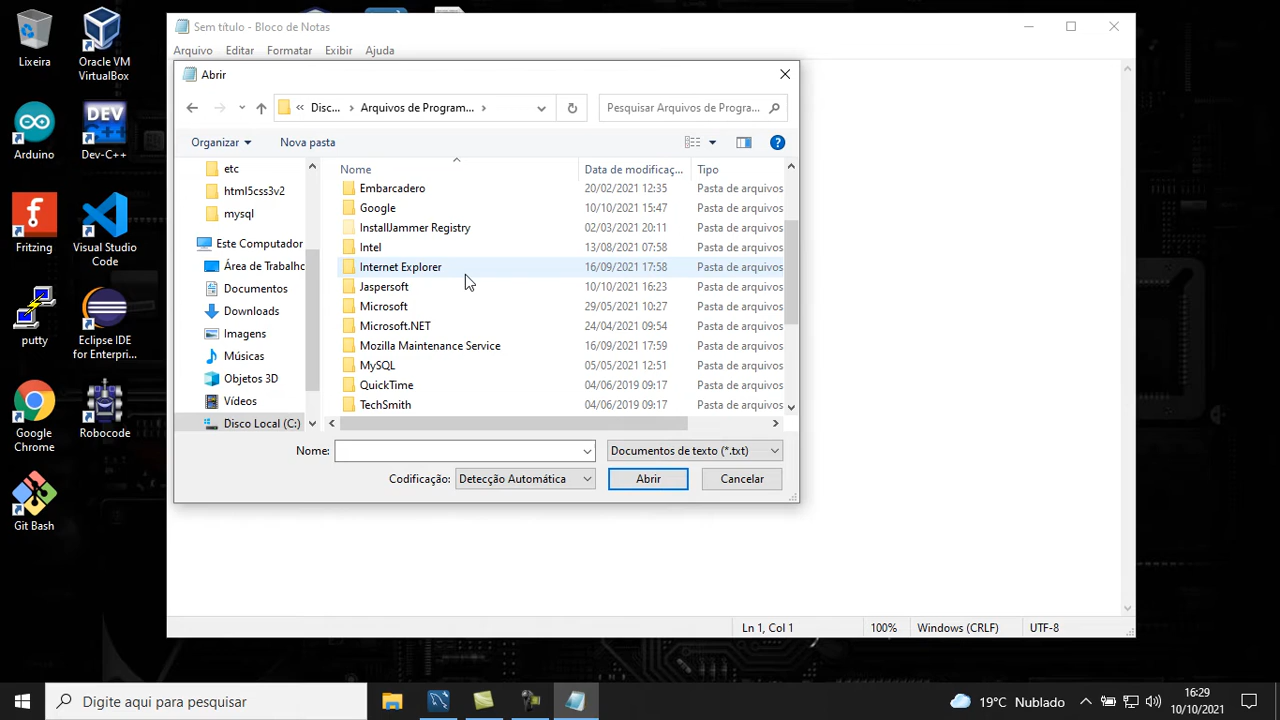 Sem título - Bloco de Notas
Arquivo Editar Formatar Exibir Ajuda
Abrir
« Disc... > Arquivos de Program... >
Pesquisar Arquivos de Progra...
Organizar
Nova pasta
etc
html5css3v2
mysql
Este Computador
Área de Trabalho
Documentos
Downloads
Imagens
Músicas
Objetos 3D
Vídeos
Disco Local (C:)
Nome Data de modificaç... Tipo
Embarcadero 20/02/2021 12:35 Pasta de arquivos
Google 10/10/2021 15:47 Pasta de arquivos
InstallJammer Registry 02/03/2021 20:11 Pasta de arquivos
Intel 13/08/2021 07:58 Pasta de arquivos
Internet Explorer 16/09/2021 17:58 Pasta de arquivos
Jaspersoft 10/10/2021 16:23 Pasta de arquivos
Microsoft 29/05/2021 10:27 Pasta de arquivos
Microsoft.NET 24/04/2021 09:54 Pasta de arquivos
Mozilla Maintenance Service 16/09/2021 17:59 Pasta de arquivos
MySQL 05/05/2021 12:51 Pasta de arquivos
QuickTime 04/06/2019 09:17 Pasta de arquivos
TechSmith 04/06/2019 09:17 Pasta de arquivos
Nome:
Documentos de texto (*.txt)
Codificação: Detecção Automática
Abrir
Cancelar
Ln 1, Col 1 100% Windows (CRLF) UTF-8
Lixeira
Oracle VM
VirtualBox
Arduino
DEV
Dev-C++
Fritzing
Visual Studio
Code
putty
Eclipse IDE
for Enterpri...
Google
Chrome
Robocode
Git Bash
Digite aqui para pesquisar
19°C Nublado
16:29
10/10/2021